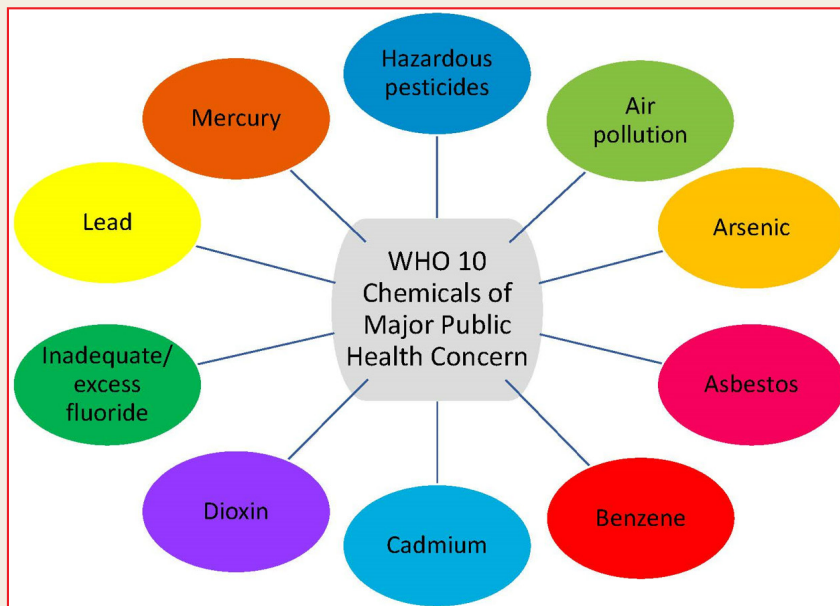 Hazardous
pesticides
Air
pollution
Mercury
Lead
Arsenic
WHO 10
Chemicals of
Major Public
Health Concern
Inadequate/
excess
fluoride
Asbestos
Dioxin
Benzene
Cadmium